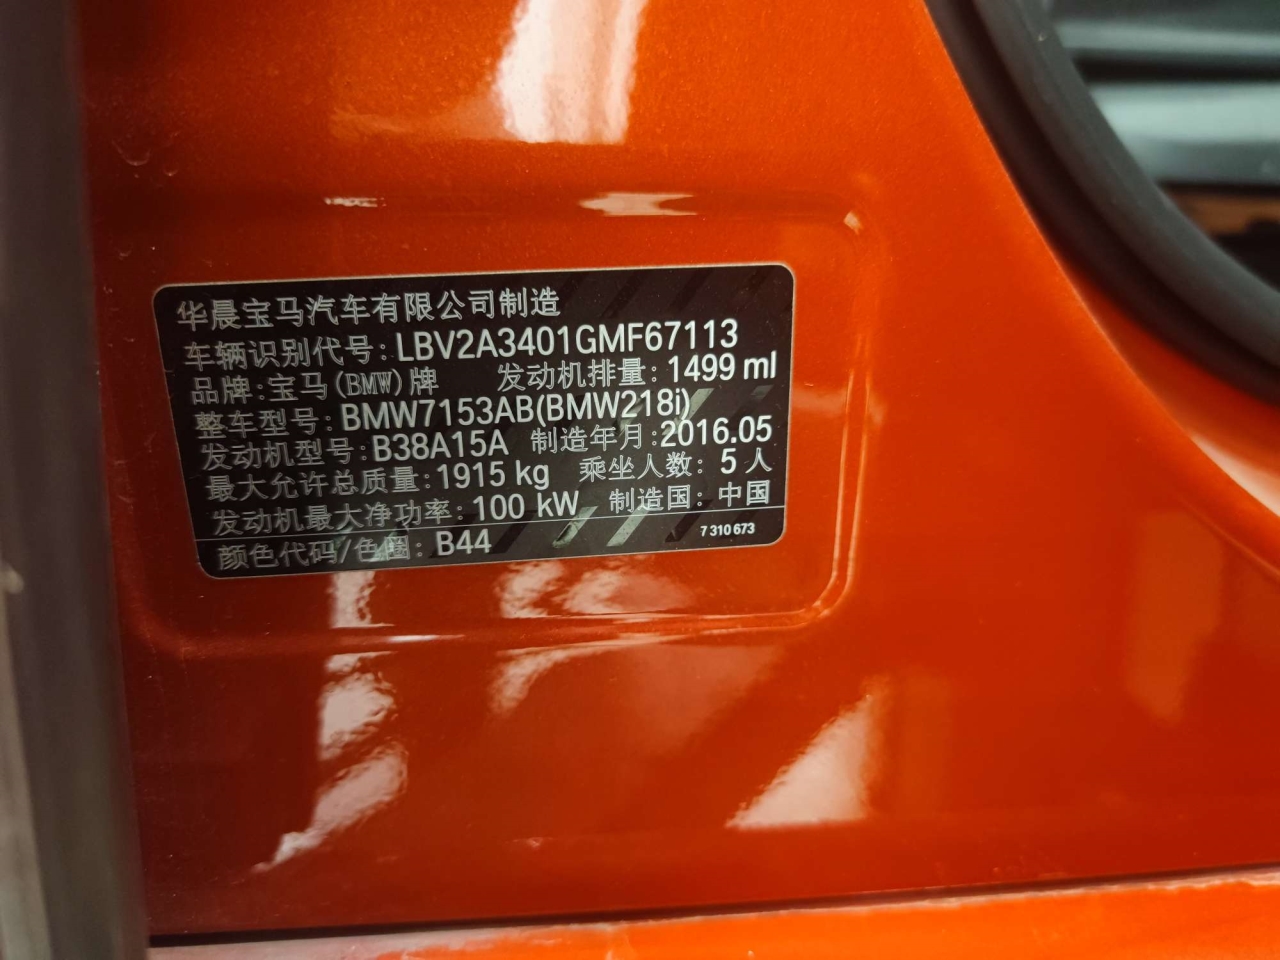 华晨宝马汽车有限公司制造
车辆识别代号: LBV2A3401GMF67113
品牌: 宝马(BMW)牌 发动机排量: 1499 ml
整车型号: BMW7153AB(BMW218i)
发动机型号: B38A15A 制造年月: 2016.05
最大允许总质量: 1915 kg 乘坐人数: 5 人
发动机最大净功率: 100 kW 制造国: 中国
颜色代码/色圈: B44 7 310 673